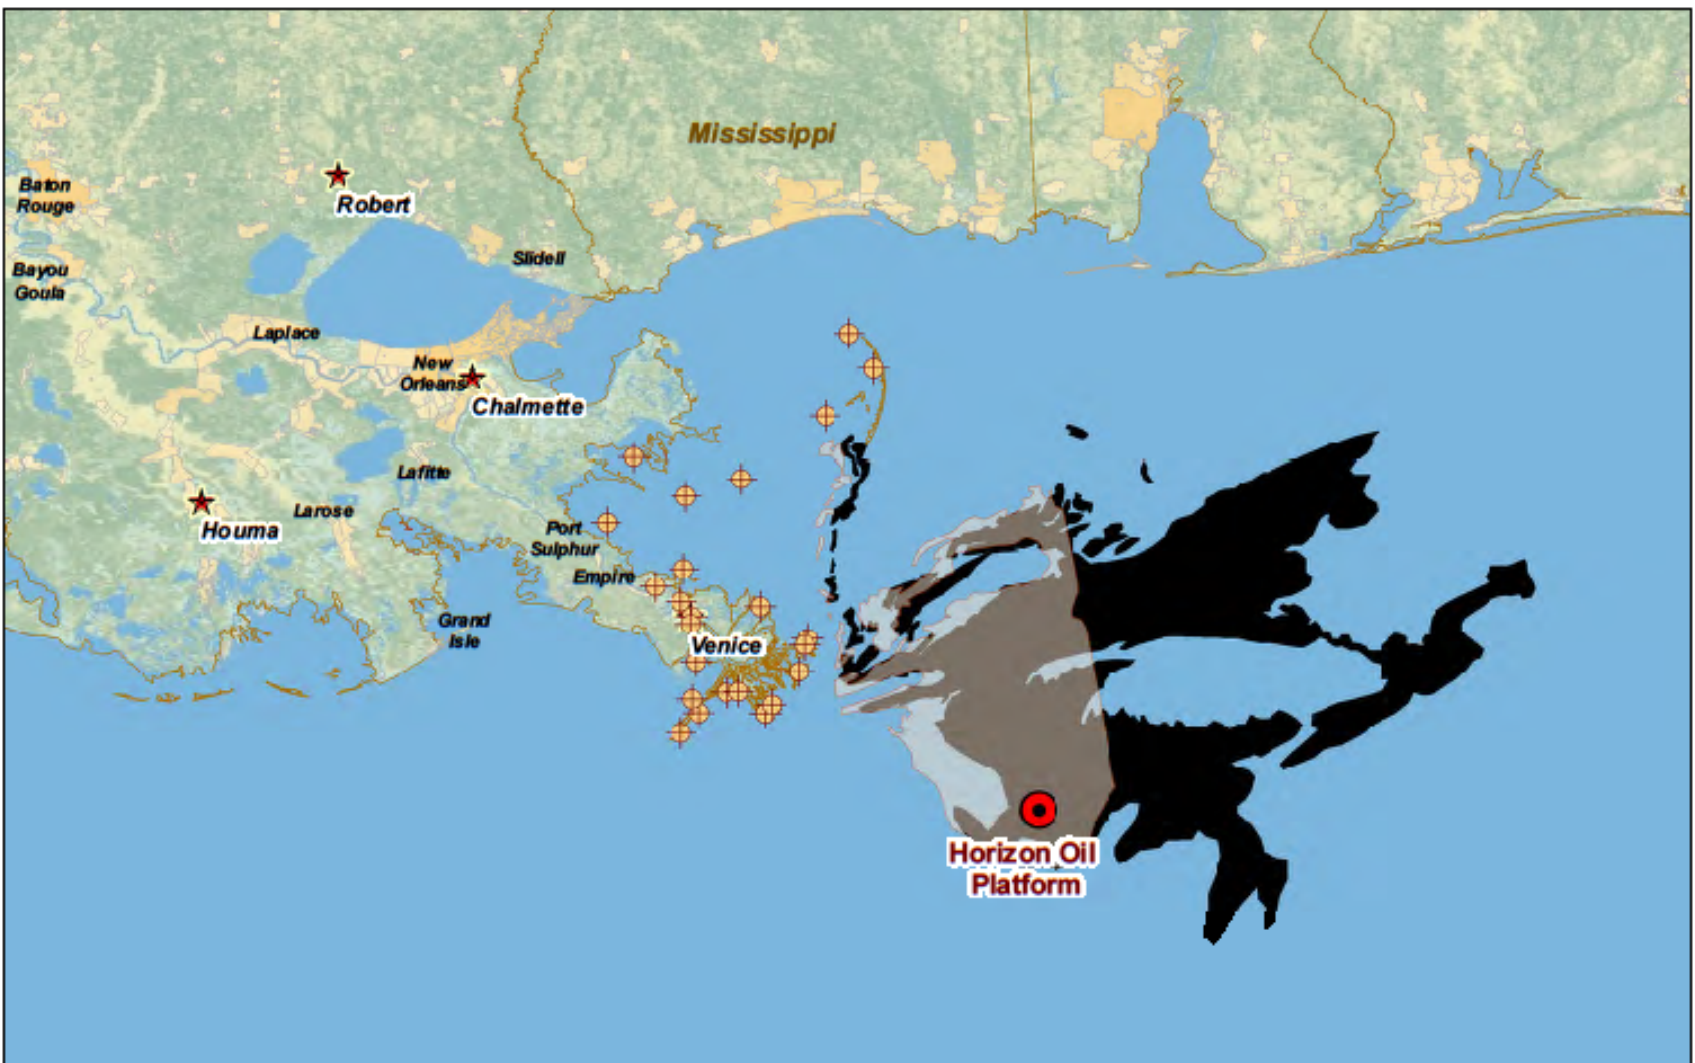 Mississippi
Baton
Rouge
Robert
Slidell
Bayou
Goula
Laplace
New
Orleans
Chalmette
Lafitte
Larose
Houma
Port
Sulphur
Empire
Grand
Isle
Venice
Horizon Oil
Platform